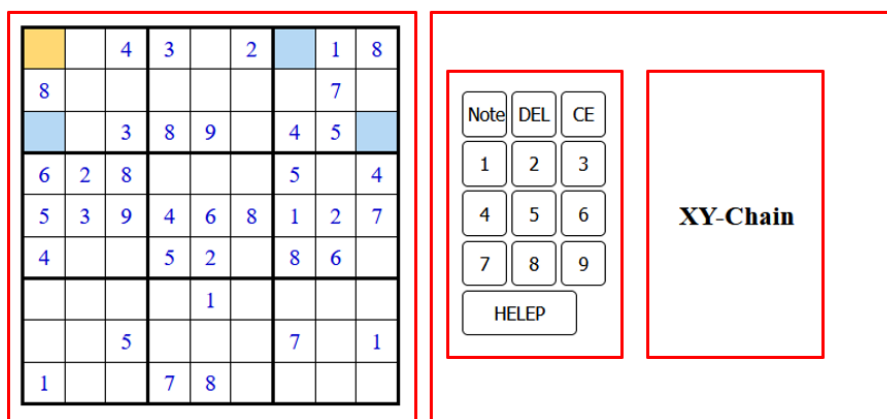 4 3 2 1 8
8 7
3 8 9 4 5
6 2 8 5 4
5 3 9 4 6 8 1 2 7
4 5 2 8 6
1
5 7 1
1 7 8
Note DEL CE
1 2 3
4 5 6
7 8 9
HELEP
XY-Chain